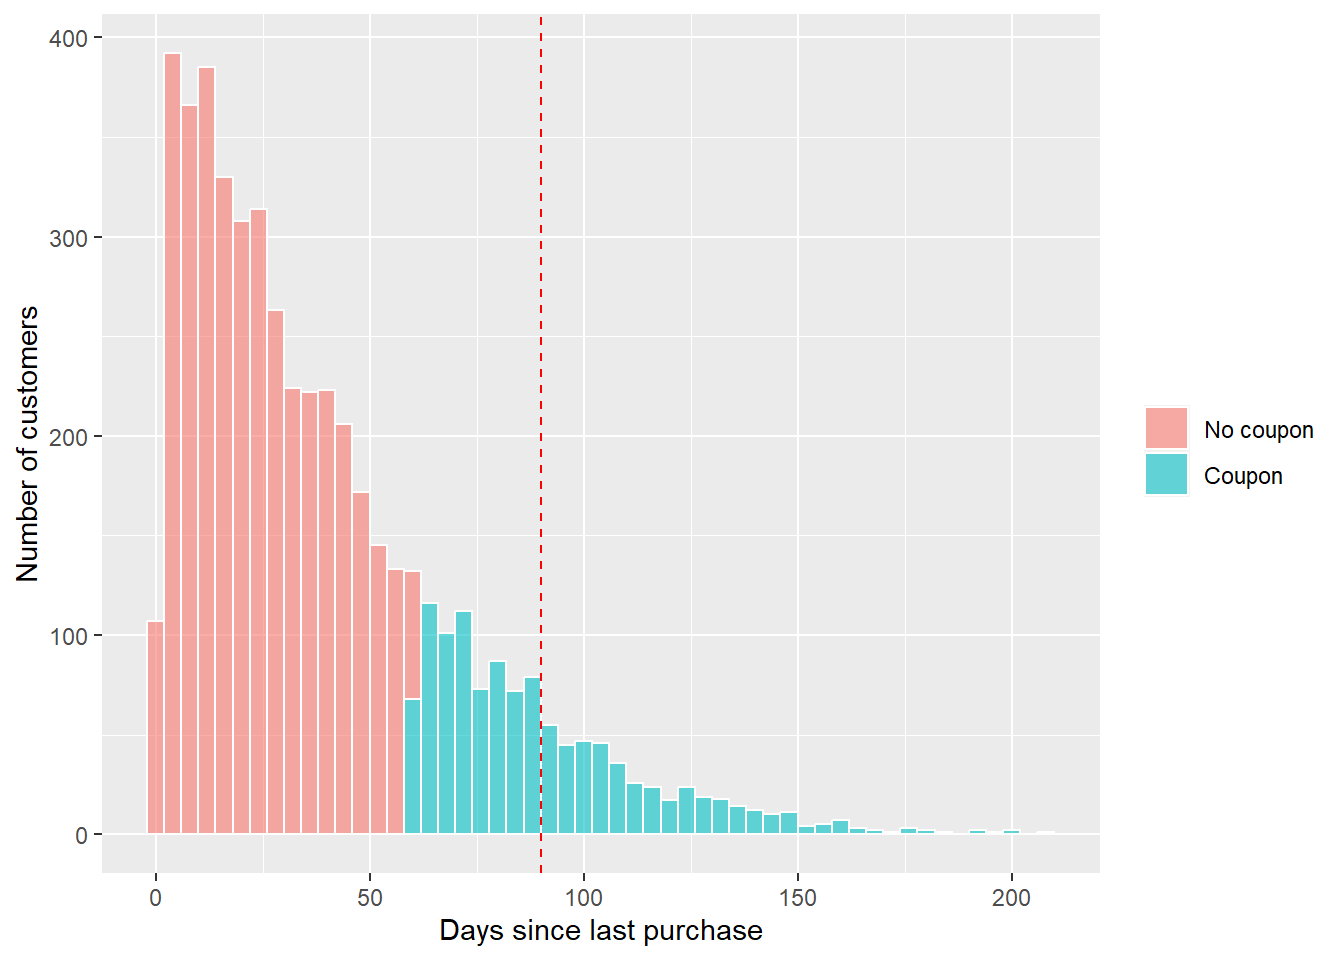 400
300
200
100
0
0 50 100 150 200
Number of customers
Days since last purchase
No coupon
Coupon